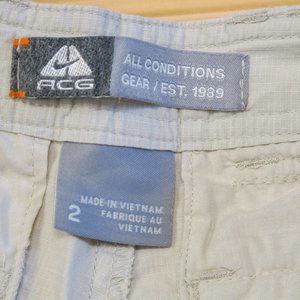 ACG
ALL CONDITIONS
GEAR / EST. 1989
MADE IN VIETNAM
2
FABRIQUE AU
VIETNAM